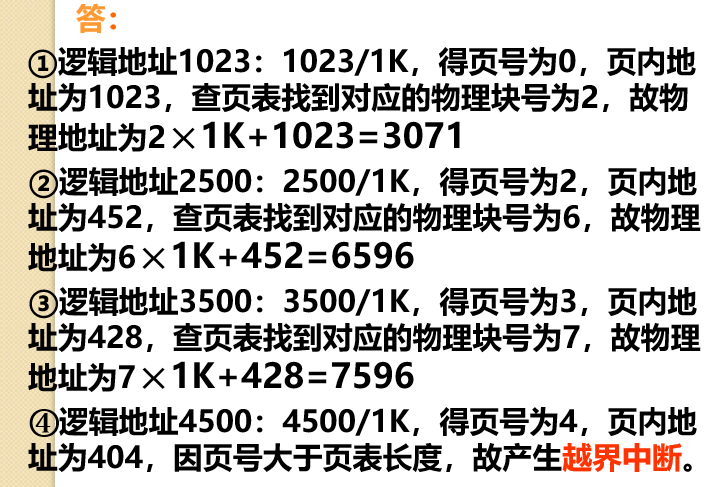 答：
①逻辑地址1023：1023/1K，得页号为0，页内地
址为1023，查页表找到对应的物理块号为2，故物
理地址为2×1K+1023=3071
②逻辑地址2500：2500/1K，得页号为2，页内地
址为452，查页表找到对应的物理块号为6，故物理
地址为6×1K+452=6596
③逻辑地址3500：3500/1K，得页号为3，页内地
址为428，查页表找到对应的物理块号为7，故物理
地址为7×1K+428=7596
④逻辑地址4500：4500/1K，得页号为4，页内地
址为404，因页号大于页表长度，故产生越界中断。